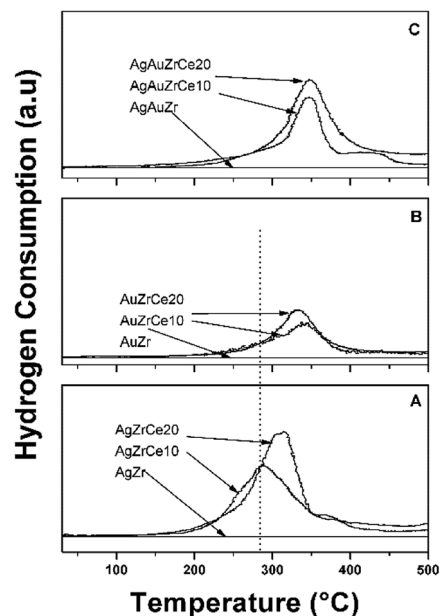 Hydrogen Consumption (a.u)
C
AgAuZrCe20
AgAuZrCe10
AgAuZr
B
AuZrCe20
AuZrCe10
AuZr
A
AgZrCe20
AgZrCe10
AgZr
100 200 300 400 500
Temperature (°C)